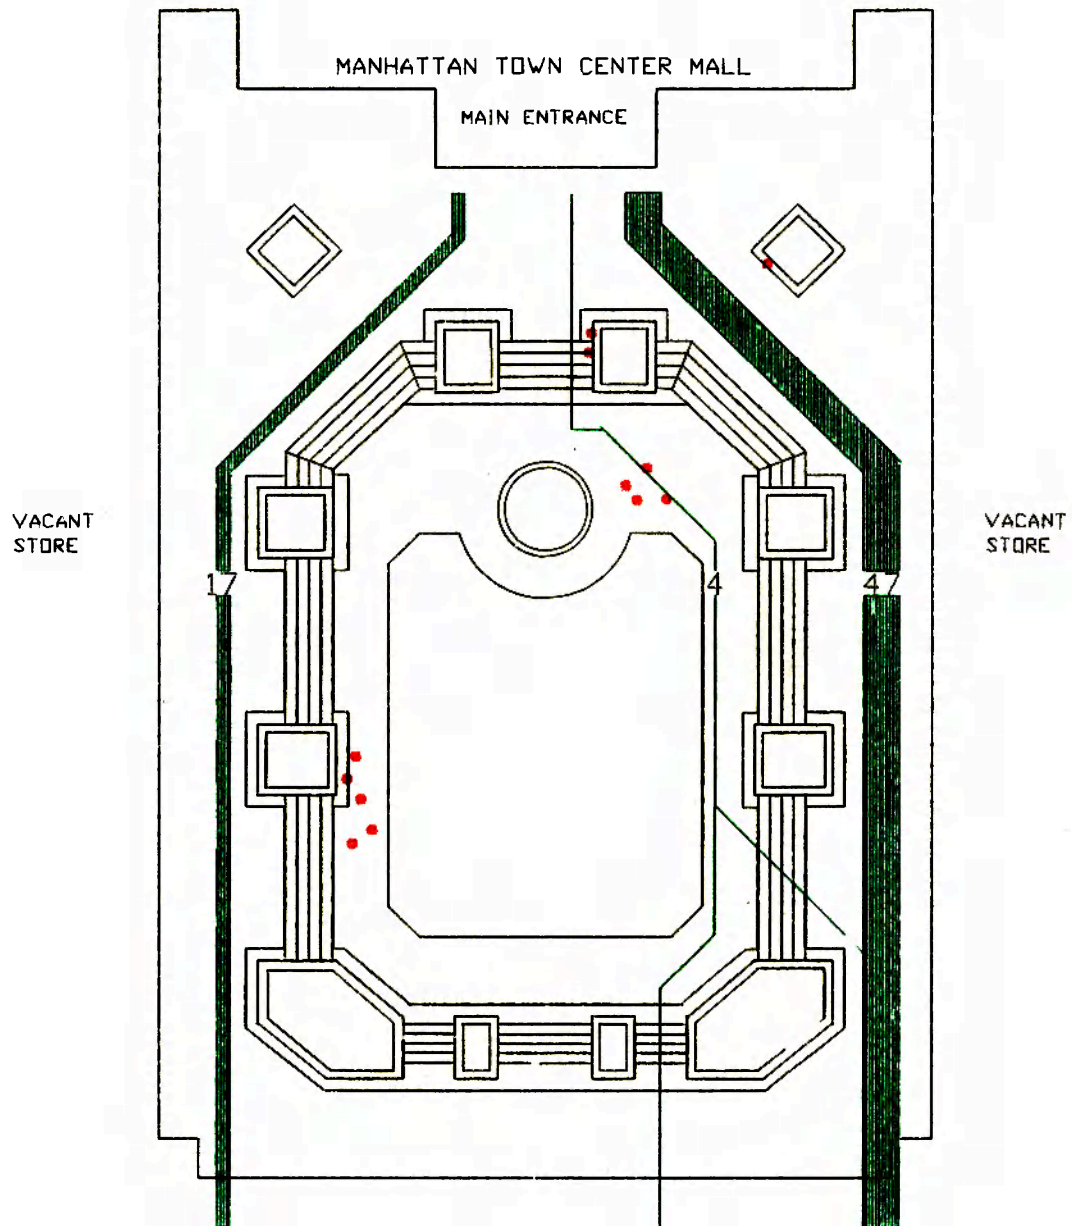 MANHATTAN TOWN CENTER MALL
MAIN ENTRANCE
VACANT
STORE
VACANT
STORE
17
4
47